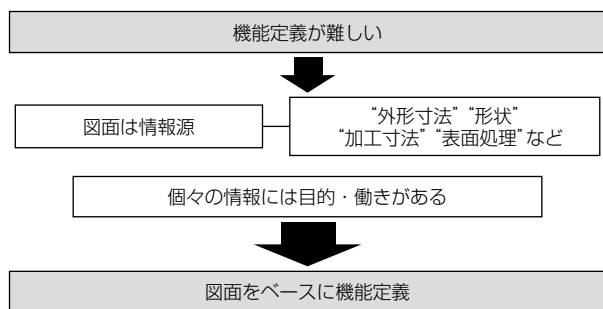 機能定義が難しい
図面は情報源
“外形寸法”“形状”
“加工寸法”“表面処理”など
個々の情報には目的・働きがある
図面をベースに機能定義